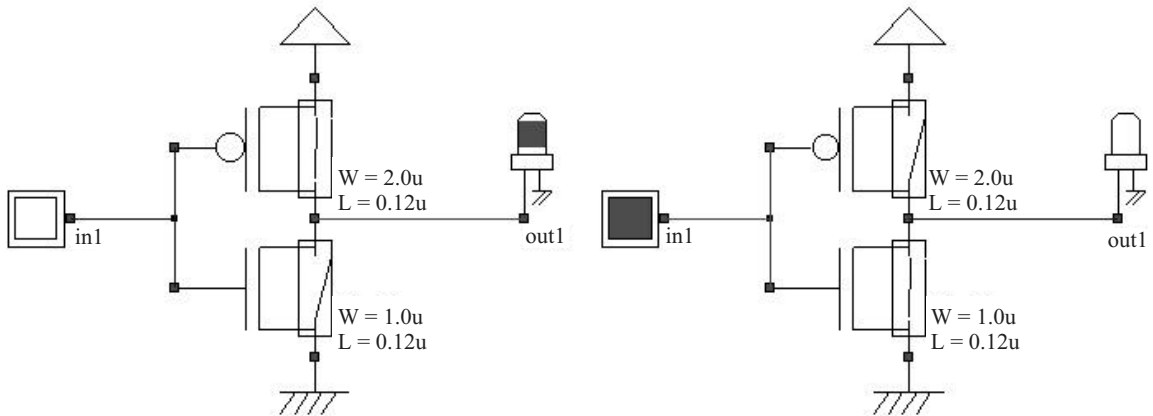 W = 2.0u
L = 0.12u
in1
out1
W = 1.0u
L = 0.12u
W = 2.0u
L = 0.12u
in1
out1
W = 1.0u
L = 0.12u